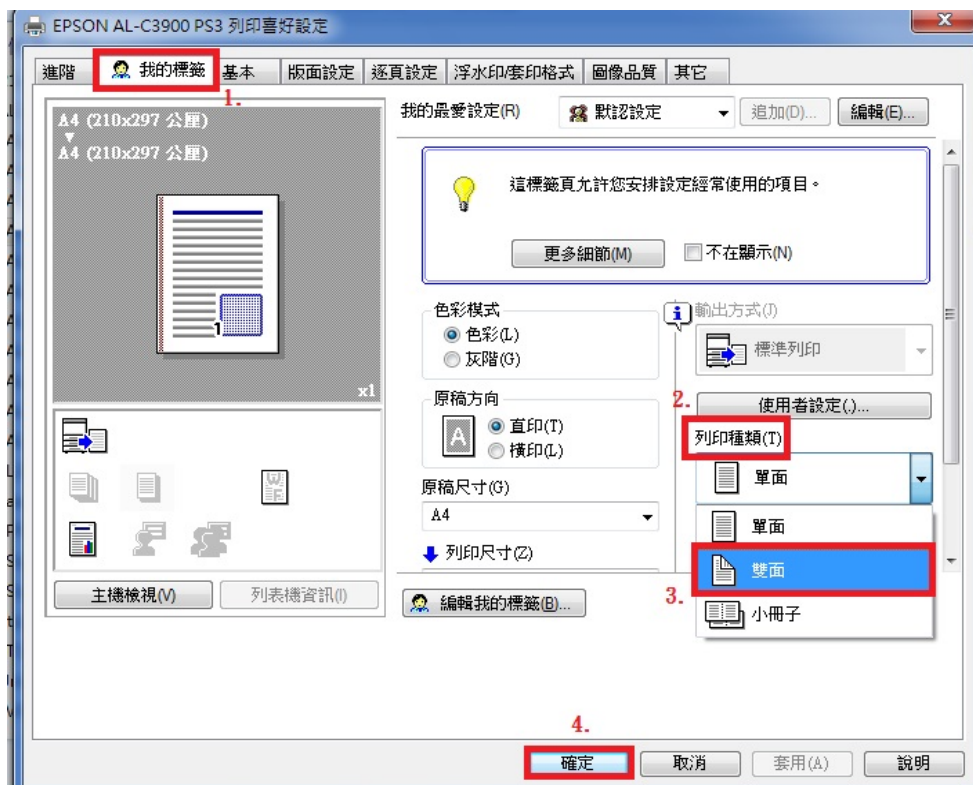 EPSON AL-C3900 PS3 列印喜好設定
進階 我的標籤 基本 版面設定 逐頁設定 浮水印/套印格式 圖像品質 其它
1.
A4 (210x297 公厘)
A4 (210x297 公厘)
1
x1
主機檢視(V) 列表機資訊(I)
我的最愛設定(R) 默認設定 追加(D)... 編輯(E)...
這標籤頁允許您安排設定經常使用的項目。
更多細節(M) 不在顯示(N)
色彩模式
色彩(L)
灰階(G)
原稿方向
A
直印(T)
橫印(L)
原稿尺寸(G)
A4
列印尺寸(Z)
編輯我的標籤(B)...
輸出方式(J)
標準列印
使用者設定(.)...
2.
列印種類(T)
單面
單面
雙面
3.
小冊子
4.
確定 取消 套用(A) 說明